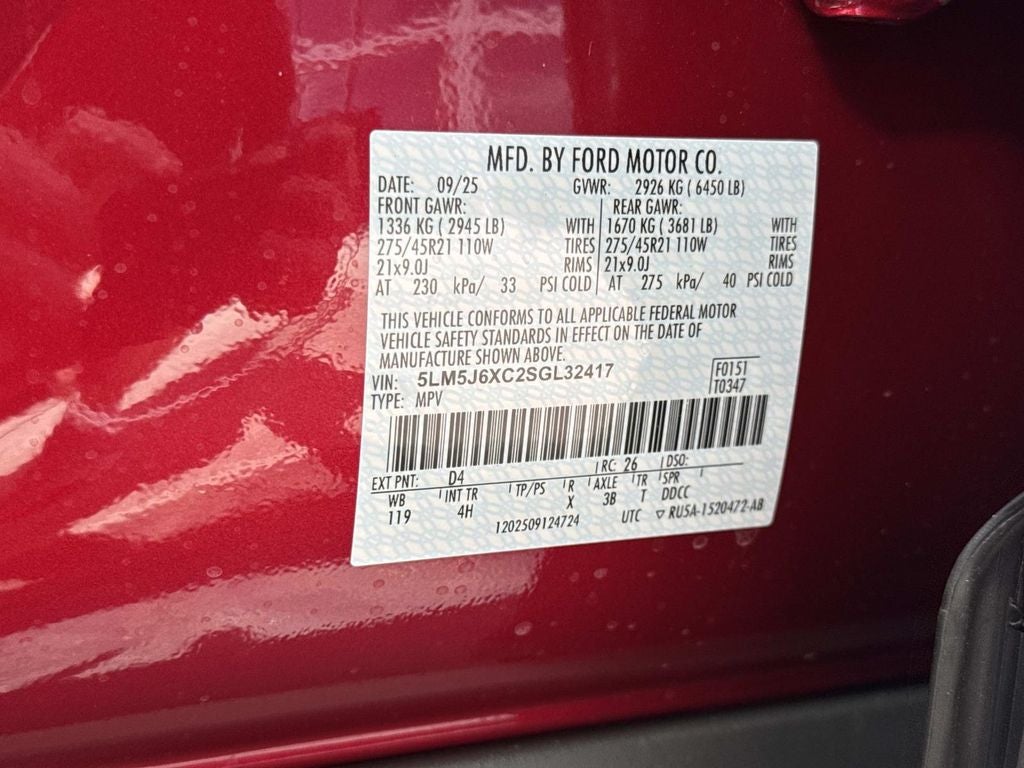 MFD. BY FORD MOTOR CO.
DATE: 09/25 GVWR: 2926 KG ( 6450 LB)
FRONT GAWR: REAR GAWR:
1336 KG ( 2945 LB) WITH 1670 KG ( 3681 LB) WITH
275/45R21 110W TIRES 275/45R21 110W TIRES
21x9.0J RIMS 21x9.0J RIMS
AT 230 kPa/ 33 PSI COLD AT 275 kPa/ 40 PSI COLD
THIS VEHICLE CONFORMS TO ALL APPLICABLE FEDERAL MOTOR
VEHICLE SAFETY STANDARDS IN EFFECT ON THE DATE OF
MANUFACTURE SHOWN ABOVE.
VIN: 5LM5J6XC2SGL32417 F0151
TYPE: MPV T0347
EXT PNT: D4 RC: 26 DSO:
WB INT TR TP/PS R AXLE TR SPR
119 4H X 3B T DDCC
1202509124724 UTC ▽ RU5A-1520472-AB